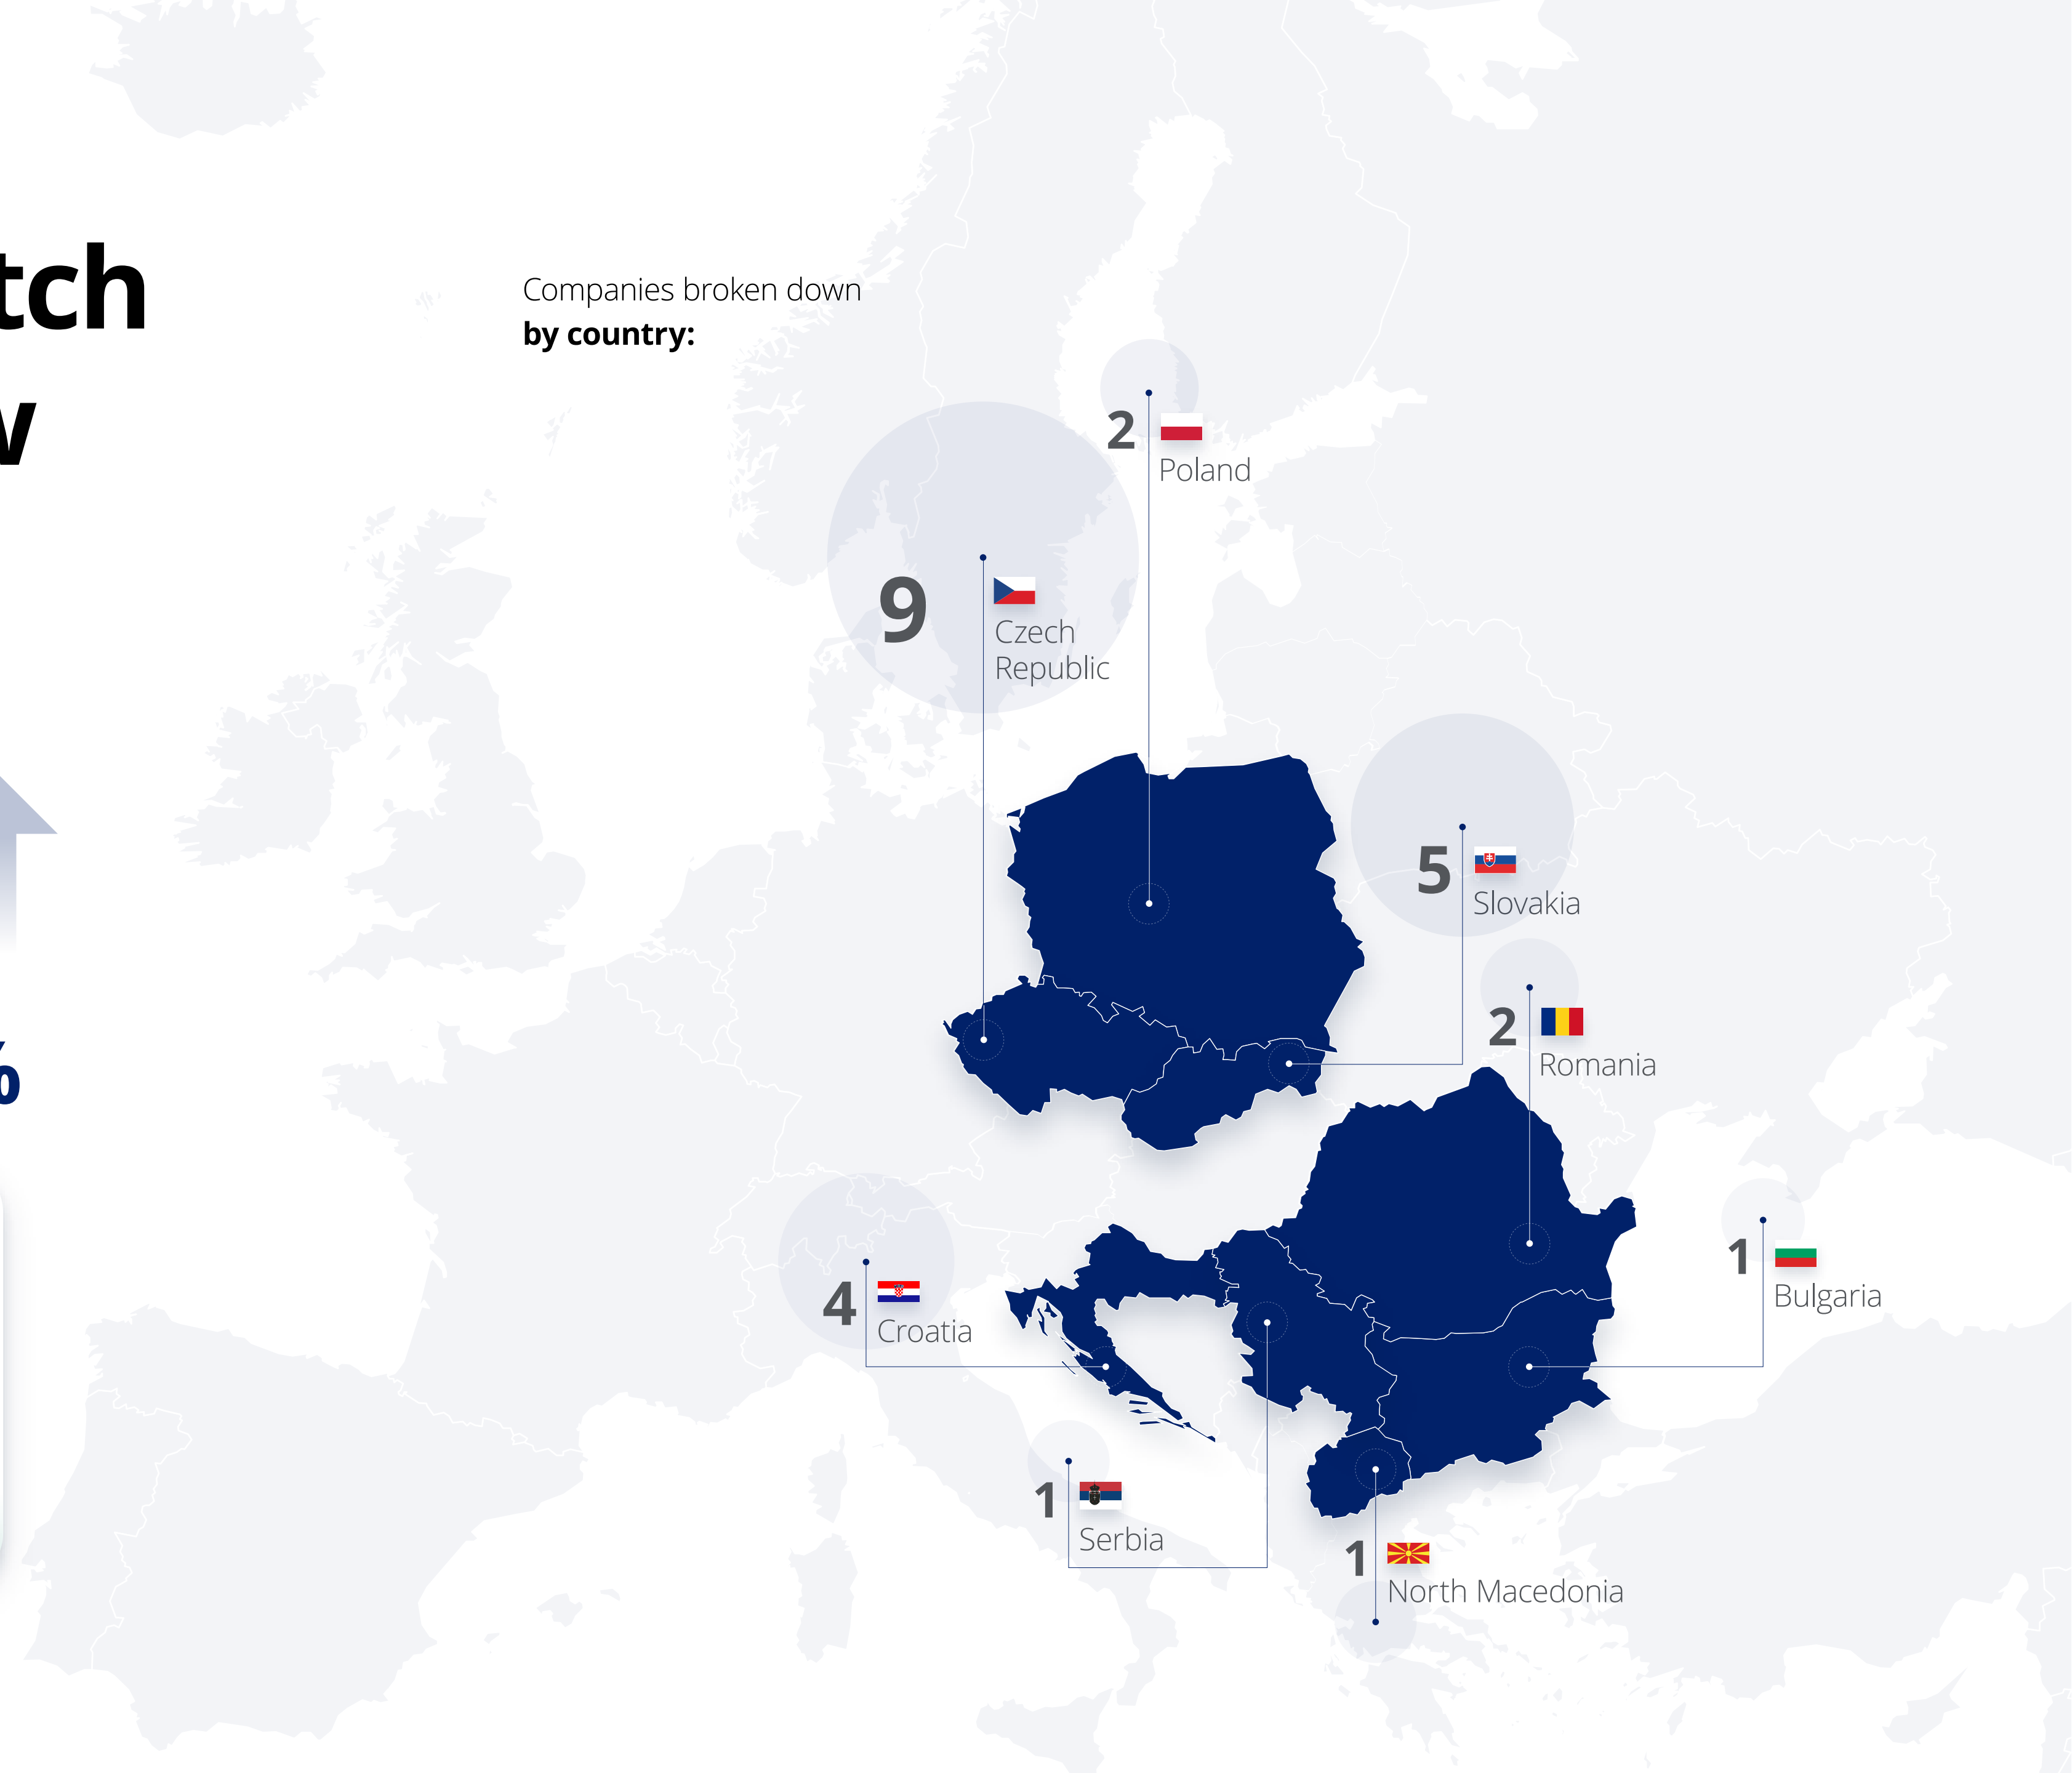 Companies broken down
by country:
2
Poland
9
Czech
Republic
5
Slovakia
2
Romania
1
Bulgaria
4
Croatia
1
Serbia
1
North Macedonia
%